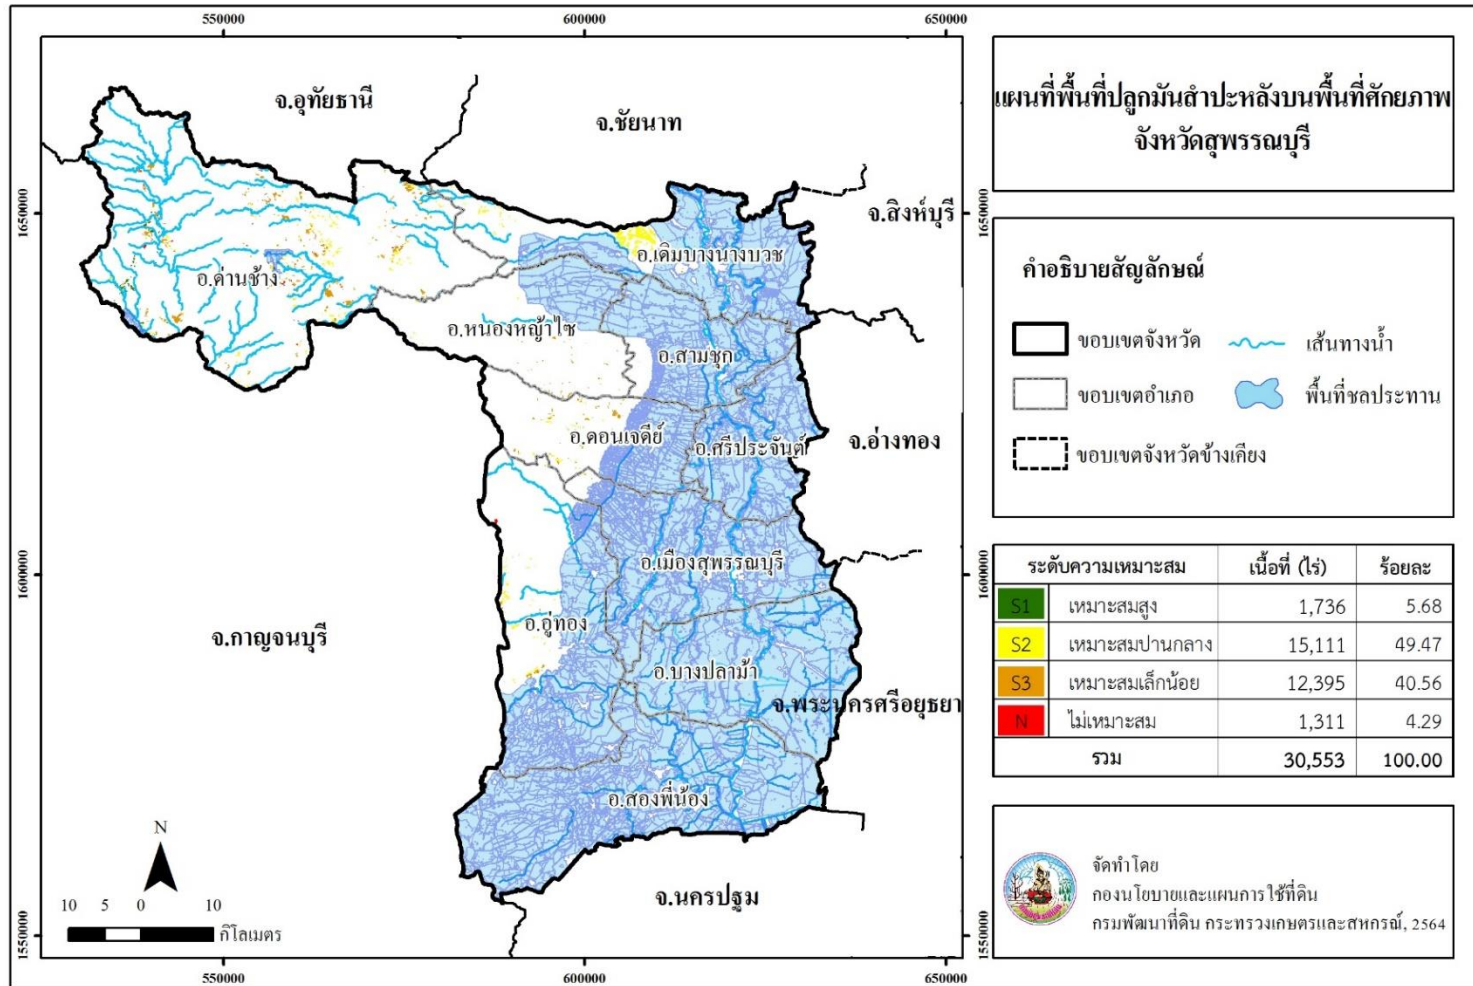 550000
600000
650000
จ.อุทัยธานี
จ.ชัยนาท
จ.สิงห์บุรี
1650000
1650000
อ.เดิมบางนางบวช
อ.ด่านช้าง
อ.หนองหญ้าไซ
อ.สามชุก
อ.ดอนเจดีย์
อ.ศรีประจันต์
จ.อ่างทอง
1600000
1600000
อ.เมืองสุพรรณบุรี
อ.อู่ทอง
จ.กาญจนบุรี
อ.บางปลาม้า
จ.พระนครศรีอยุธยา
อ.สองพี่น้อง
จ.นครปฐม
N
10 5 0 10
กิโลเมตร
1550000
1550000
550000
600000
650000
แผนที่พื้นที่ปลูกมันสำปะหลังบนพื้นที่ศักยภาพ
จังหวัดสุพรรณบุรี
คำอธิบายสัญลักษณ์
ขอบเขตจังหวัด เส้นทางน้ำ
ขอบเขตอำเภอ พื้นที่ชลประทาน
ขอบเขตจังหวัดข้างเคียง
ระดับความเหมาะสม เนื้อที่ (ไร่) ร้อยละ
S1 เหมาะสมสูง 1,736 5.68
S2 เหมาะสมปานกลาง 15,111 49.47
S3 เหมาะสมเล็กน้อย 12,395 40.56
N ไม่เหมาะสม 1,311 4.29
รวม 30,553 100.00
จัดทำโดย
กองนโยบายและแผนการใช้ที่ดิน
กรมพัฒนาที่ดิน กระทรวงเกษตรและสหกรณ์, 2564